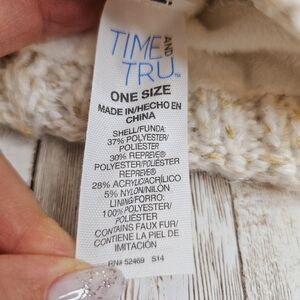 TIME AND
TRU™
ONE SIZE
MADE IN/HECHO EN
CHINA
SHELL/FUNDA:
37% POLYESTER/
POLIÉSTER
30% REPREVE®
POLYESTER/POLIÉSTER
REPREVE®
28% ACRYLIC/ACRÍLICO
5% NYLON/NILÓN
LINING/FORRO:
100% POLYESTER/
POLIÉSTER
CONTAINS FAUX FUR/
CONTIENE LA PIEL DE
IMITACIÓN
RN# 52469 S14